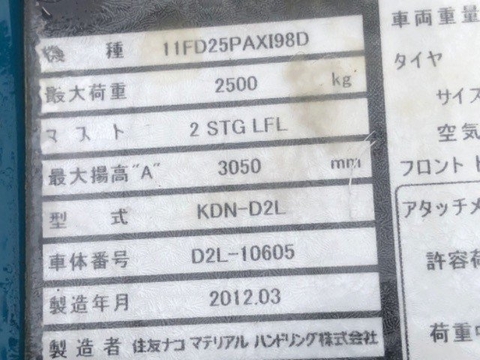 機種 11FD25PAXI98D
最大荷重 2500 kg
マスト 2 STG LFL
最大揚高"A" 3050 mm
型式 KDN-D2L
車体番号 D2L-10605
製造年月 2012.03
製造者 住友ナコ マテリアル ハンドリング株式会社
車両重量
タイヤ
サイズ
空気
フロント
アタッチメ
許容荷
荷重中